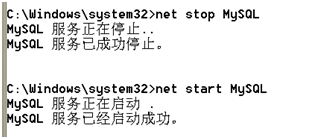 C:\Windows\system32>net stop MySQL
MySQL 服务正在停止..
MySQL 服务已成功停止。
C:\Windows\system32>net start MySQL
MySQL 服务正在启动 .
MySQL 服务已经启动成功。